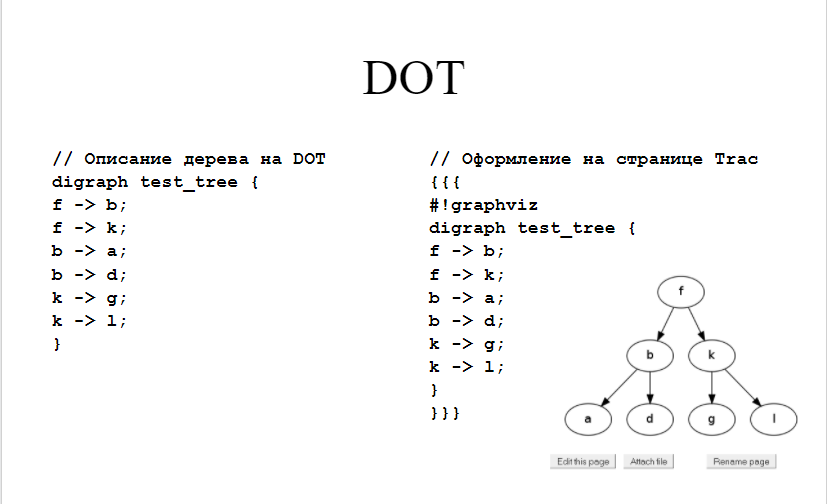 DOT
// Описание дерева на DOT
digraph test_tree {
f -> b;
f -> k;
b -> a;
b -> d;
k -> g;
k -> l;
}
// Оформление на странице Trac
{{{
#!graphviz
digraph test_tree {
f -> b;
f -> k;
b -> a;
b -> d;
k -> g;
k -> l;
}
}}}
f
b k
a d g l
Edit this page Attach file Rename page